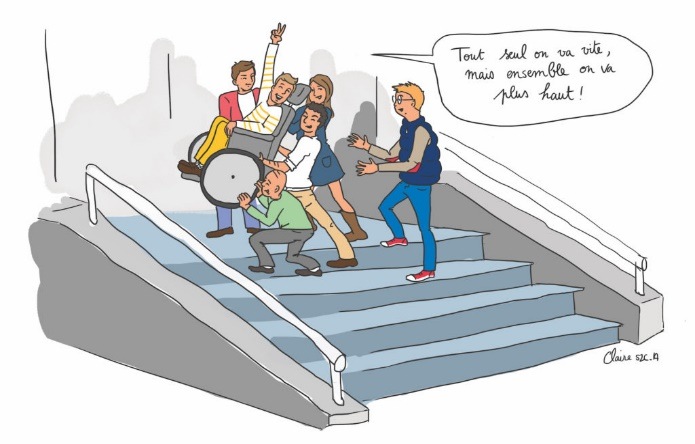 Tout seul on va vite,
mais ensemble on va
plus haut !
Claire